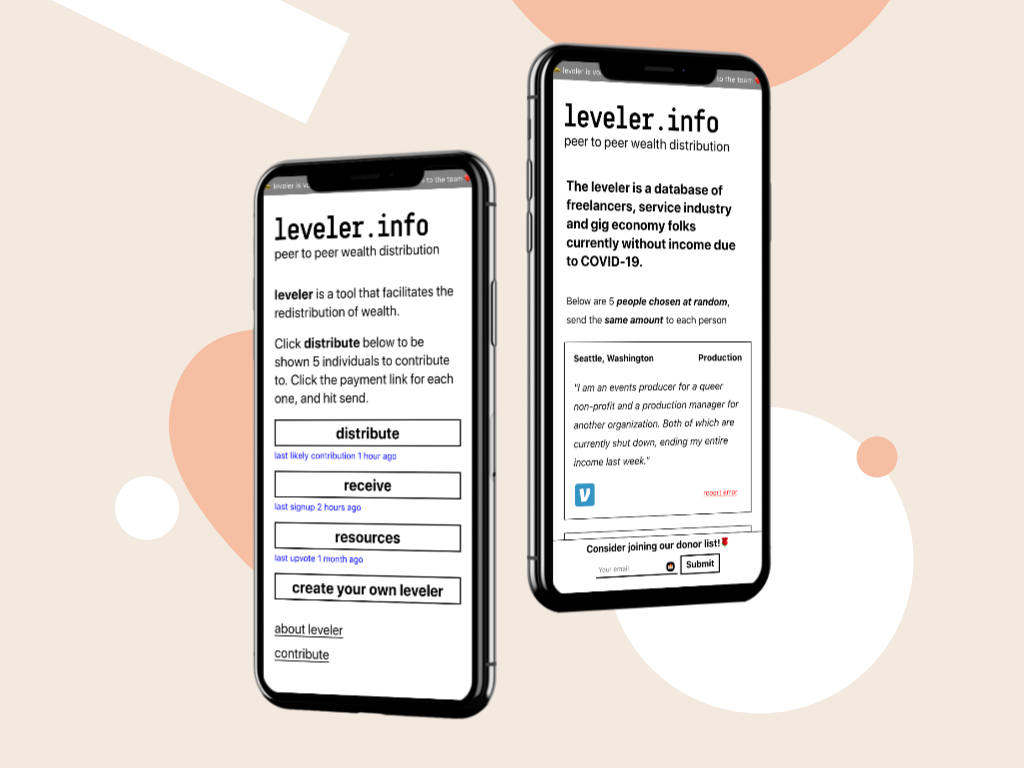 leveler is vo
to the team
leveler.info
peer to peer wealth distribution
leveler is a tool that facilitates the
redistribution of wealth.
Click distribute below to be
shown 5 individuals to contribute
to. Click the payment link for each
one, and hit send.
distribute
last likely contribution 1 hour ago
receive
last signup 2 hours ago
resources
last upvote 1 month ago
create your own leveler
about leveler
contribute
leveler is vo
to the team
leveler.info
peer to peer wealth distribution
The leveler is a database of
freelancers, service industry
and gig economy folks
currently without income due
to COVID-19.
Below are 5 people chosen at random,
send the same amount to each person
Seattle, Washington Production
"I am an events producer for a queer
non-profit and a production manager for
another organization. Both of which are
currently shut down, ending my entire
income last week."
report error
Consider joining our donor list!
Your email Submit